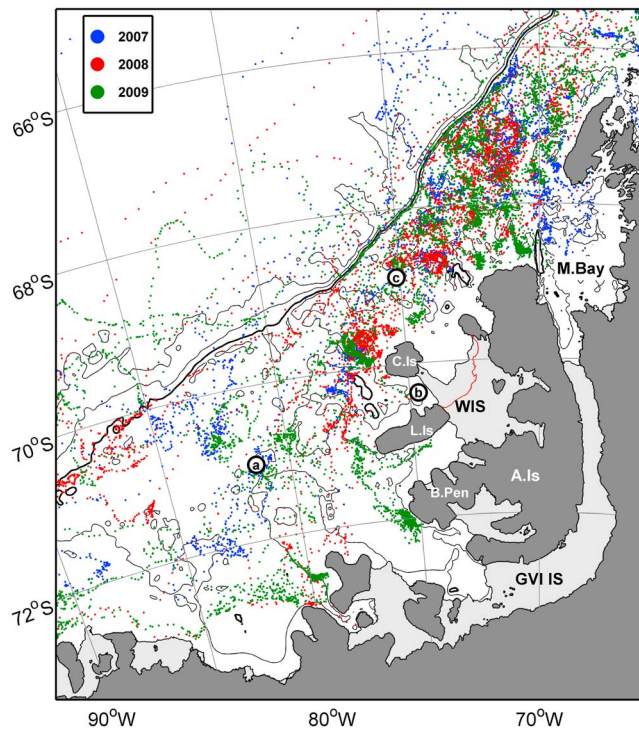 2007
2008
2009
66°S
68°S
70°S
72°S
M.Bay
c
C.Is
b
WIS
L.Is
a
A.Is
B.Pen
GVI IS
90°W
80°W
70°W